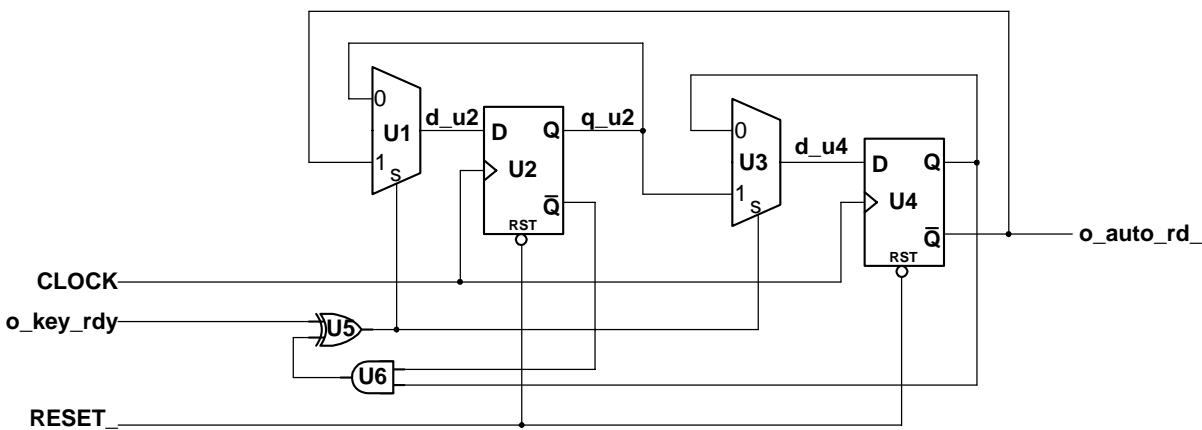 0
U1
1
S
d_u2
D
Q
U2
Q̅
RST
q_u2
0
U3
1
S
d_u4
D
Q
U4
Q̅
RST
o_auto_rd_
CLOCK
o_key_rdy
U5
U6
RESET_